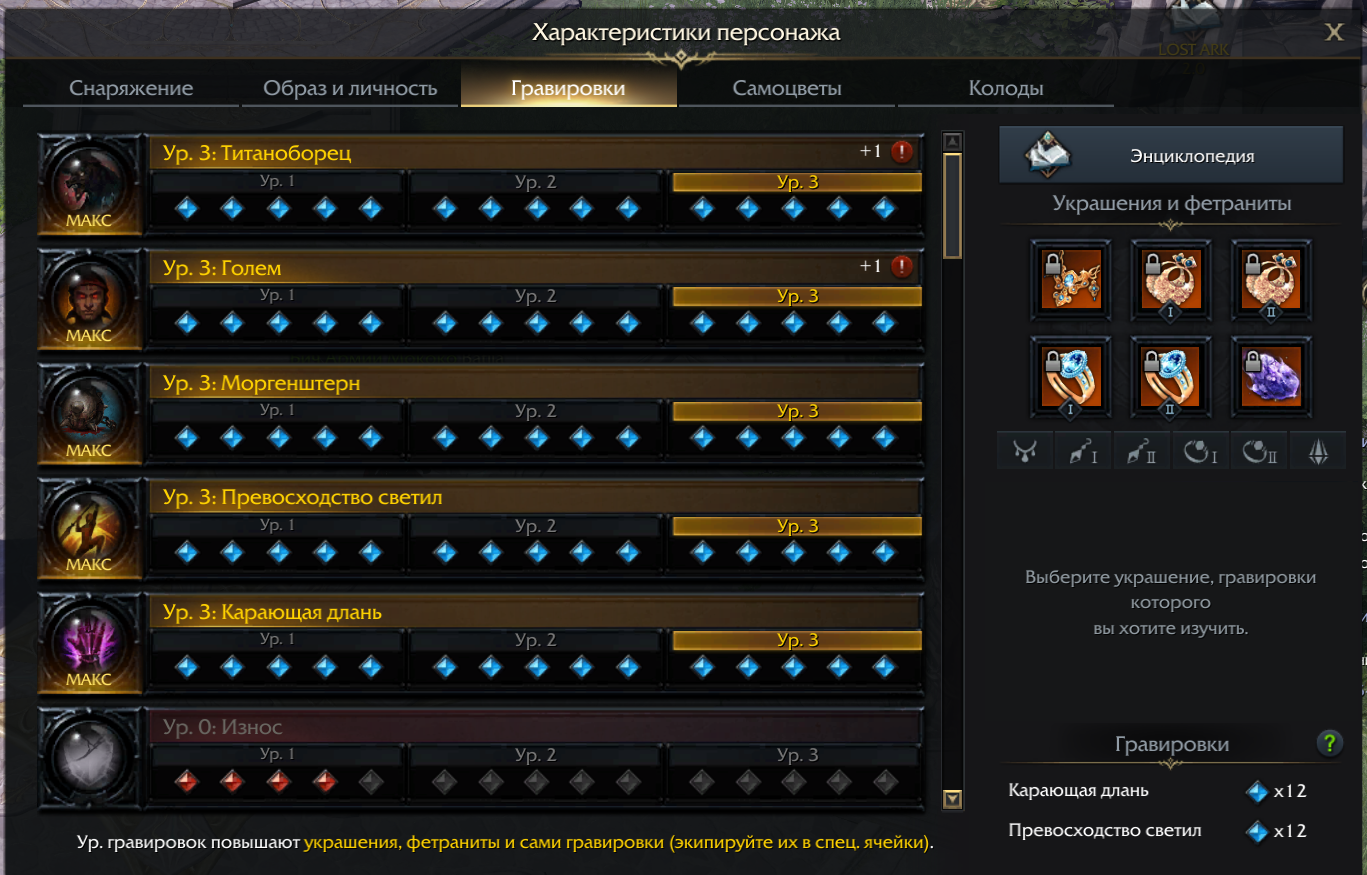 LOST ARK
Характеристики персонажа
X
Снаряжение Образ и личность Гравировки Самоцветы Колоды
МАКС
Ур. 3: Титаноборец +1
Ур. 1 Ур. 2 Ур. 3
МАКС
Ур. 3: Голем +1
Ур. 1 Ур. 2 Ур. 3
МАКС
Ур. 3: Моргенштерн
Ур. 1 Ур. 2 Ур. 3
МАКС
Ур. 3: Превосходство светил
Ур. 1 Ур. 2 Ур. 3
МАКС
Ур. 3: Карающая длань
Ур. 1 Ур. 2 Ур. 3
Ур. 0: Износ
Ур. 1 Ур. 2 Ур. 3
Ур. гравировок повышают украшения, фетраниты и сами гравировки (экипируйте их в спец. ячейки).
Энциклопедия
Украшения и фетраниты
I II
I II
I II I II
Выберите украшение, гравировки
которого
вы хотите изучить.
Гравировки ?
Карающая длань x12
Превосходство светил x12